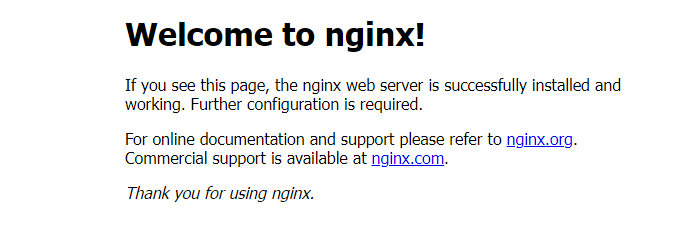 Welcome to nginx!
If you see this page, the nginx web server is successfully installed and
working. Further configuration is required.
For online documentation and support please refer to nginx.org.
Commercial support is available at nginx.com.
Thank you for using nginx.